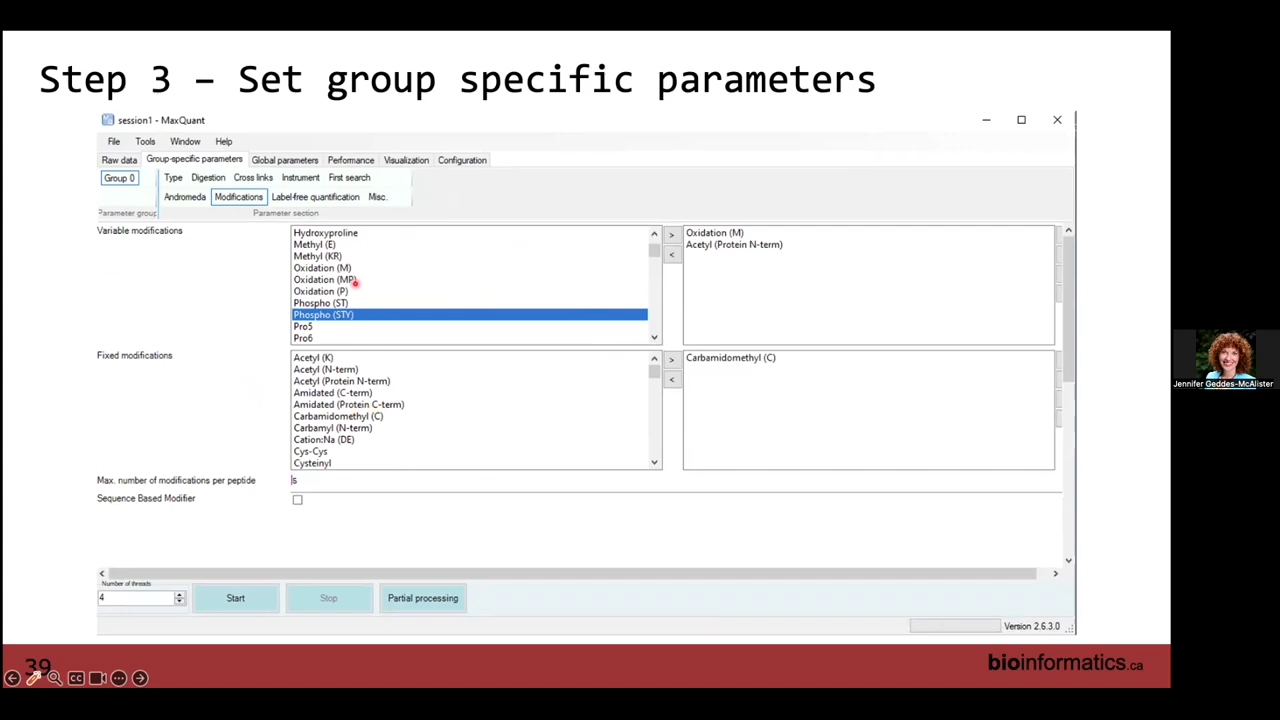 Step 3 – Set group specific parameters
session1 - MaxQuant
File Tools Window Help
Raw data Group-specific parameters Global parameters Performance Visualization Configuration
Group 0 Type Digestion Cross links Instrument First search
Andromeda Modifications Label-free quantification Misc.
Parameter group Parameter section
Variable modifications
Hydroxyproline
Methyl (E)
Methyl (KR)
Oxidation (M)
Oxidation (MP)
Oxidation (P)
Phospho (ST)
Phospho (STY)
Pro5
Pro6
>
<
Oxidation (M)
Acetyl (Protein N-term)
Fixed modifications
Acetyl (K)
Acetyl (N-term)
Acetyl (Protein N-term)
Amidated (C-term)
Amidated (Protein C-term)
Carbamidomethyl (C)
Carbamyl (N-term)
Cation:Na (DE)
Cys-Cys
Cysteinyl
>
<
Carbamidomethyl (C)
Max. number of modifications per peptide 5
Sequence Based Modifier
Number of threads
4 Start Stop Partial processing
Version 2.6.3.0
39
CC
bioinformatics.ca
Jennifer Geddes-McAlister